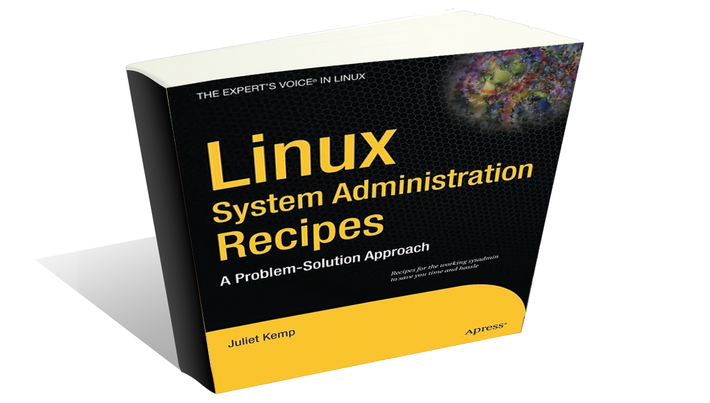 THE EXPERT'S VOICE® IN LINUX
Linux
System Administration
Recipes
A Problem-Solution Approach
Recipes for the working sysadmin
to save you time and hassle
Juliet Kemp
Apress®